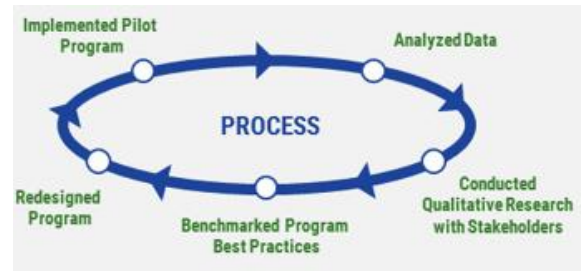 Implemented Pilot
Program
Analyzed Data
PROCESS
Conducted
Qualitative Research
with Stakeholders
Benchmarked Program
Best Practices
Redesigned
Program